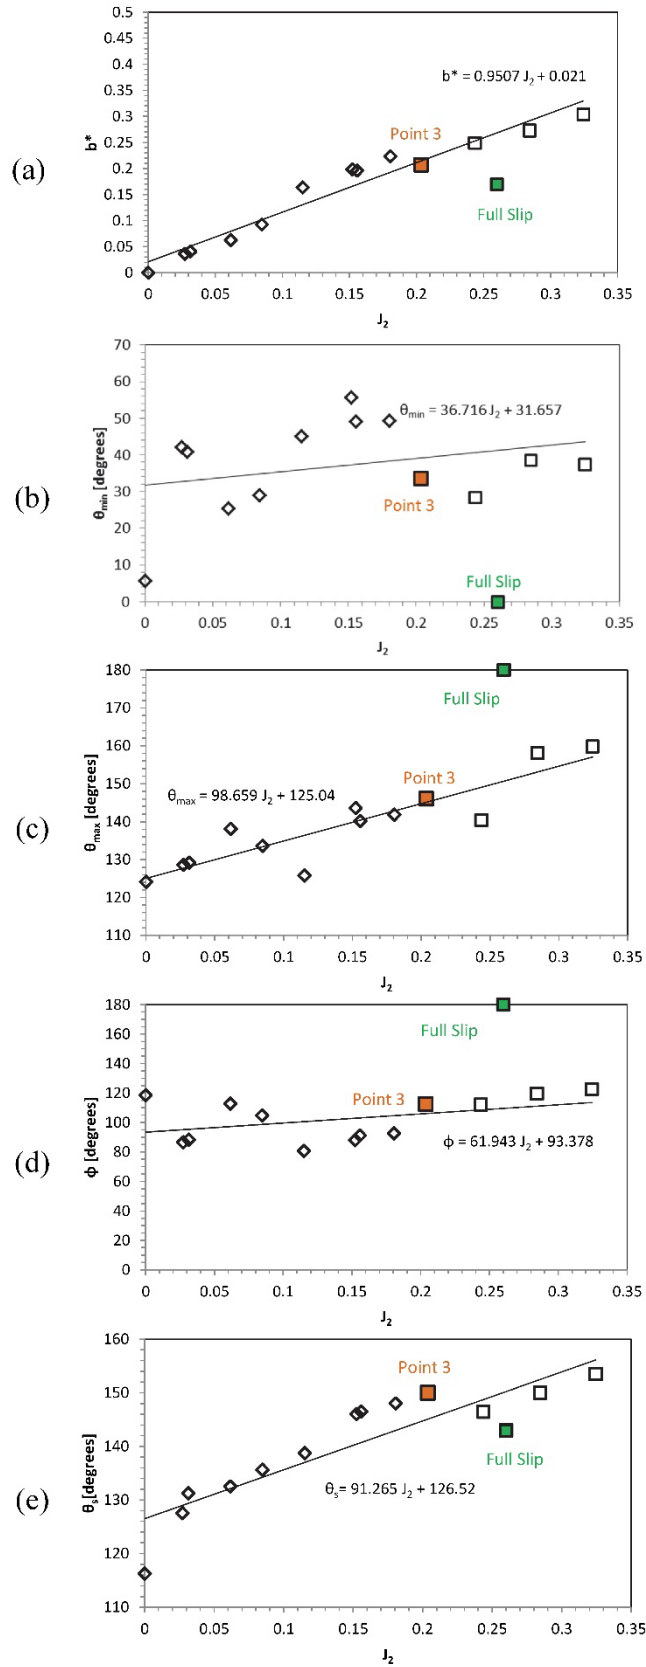 (a)
b*
0.5
0.45
0.4
0.35
0.3
0.25
0.2
0.15
0.1
0.05
0
b* = 0.9507 J2 + 0.021
Point 3
Full Slip
0 0.05 0.1 0.15 0.2 0.25 0.3 0.35
J2
(b)
θmin [degrees]
70
60
50
40
30
20
10
0
θmin = 36.716 J2 + 31.657
Point 3
Full Slip
0 0.05 0.1 0.15 0.2 0.25 0.3 0.35
J2
(c)
θmax [degrees]
180
170
160
150
140
130
120
110
Full Slip
Point 3
θmax = 98.659 J2 + 125.04
0 0.05 0.1 0.15 0.2 0.25 0.3 0.35
J2
(d)
ϕ [degrees]
180
160
140
120
100
80
60
40
20
0
Full Slip
Point 3
ϕ = 61.943 J2 + 93.378
0 0.05 0.1 0.15 0.2 0.25 0.3 0.35
J2
(e)
θs[degrees]
160
150
140
130
120
110
Point 3
Full Slip
θs= 91.265 J2 + 126.52
0 0.05 0.1 0.15 0.2 0.25 0.3 0.35
J2